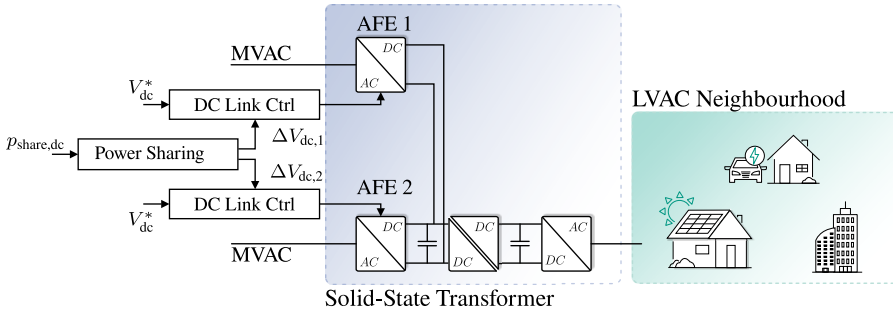 AFE 1
MVAC
DC
AC
V*dc
DC Link Ctrl
LVAC Neighbourhood
ΔVdc,1
pshare,dc
Power Sharing
ΔVdc,2
AFE 2
DC Link Ctrl
V*dc
MVAC
DC
AC
DC
DC
AC
DC
Solid-State Transformer